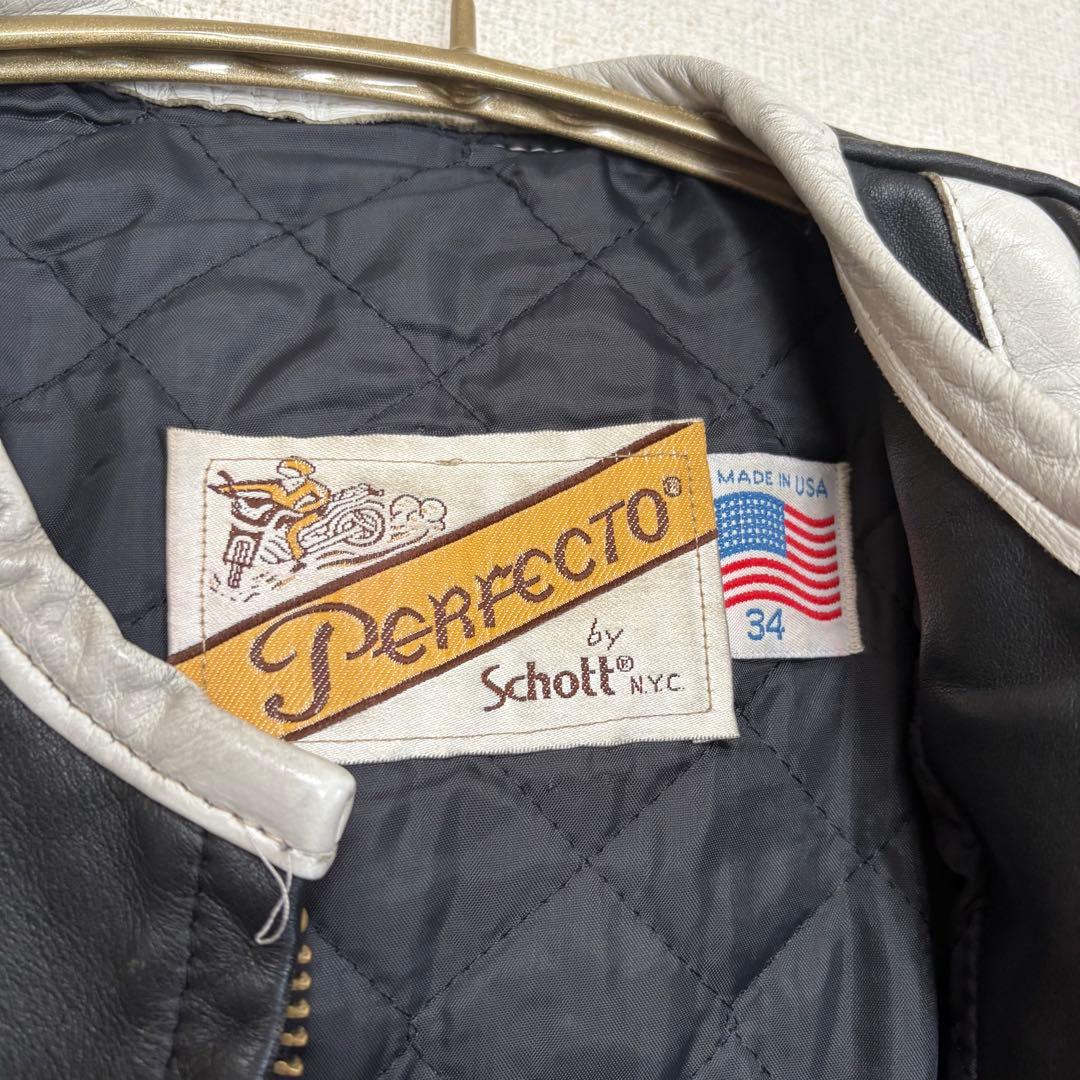 PERFECTO®
by
Schott® N.Y.C.
MADE IN USA
34